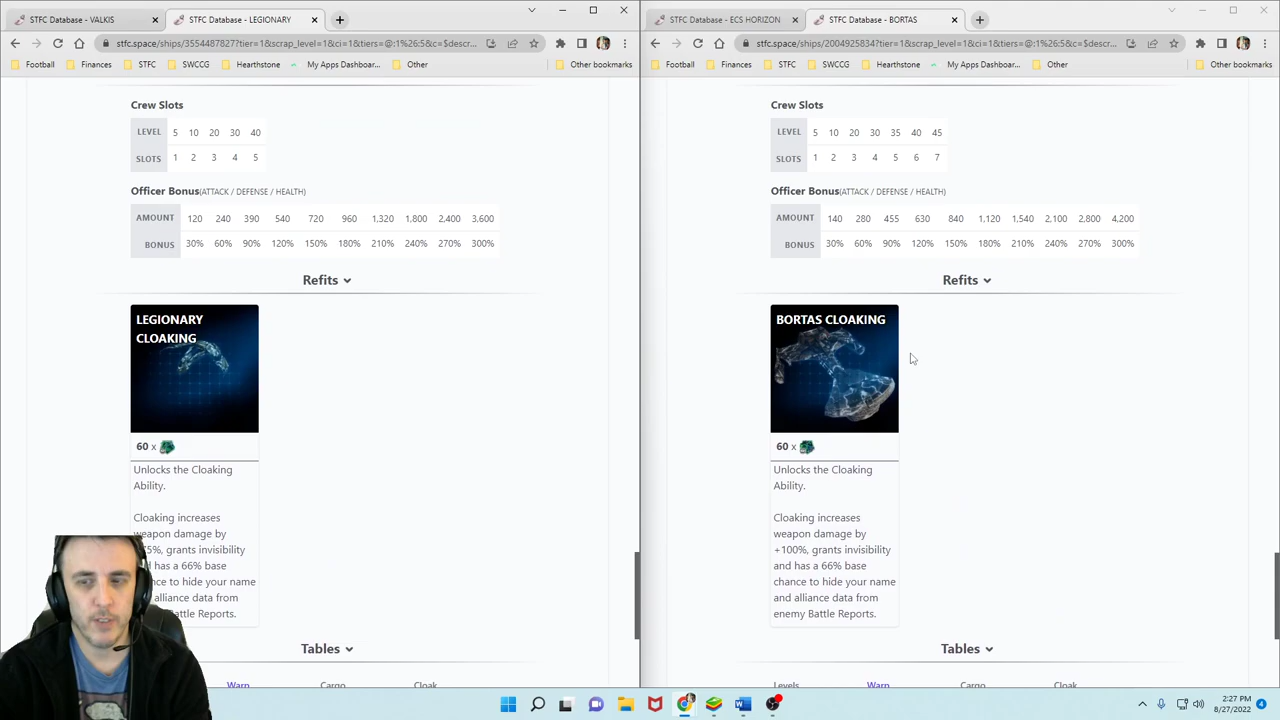 STFC Database - VALKIS
STFC Database - LEGIONARY
stfc.space/ships/3554487827?tier=1&scrap_level=1&ci=1&tiers=@:1%26:5&c=$descr...
Football Finances STFC SWCCG Hearthstone My Apps Dashboar... Other Other bookmarks
Crew Slots
LEVEL 5 10 20 30 40
SLOTS 1 2 3 4 5
Officer Bonus(ATTACK / DEFENSE / HEALTH)
AMOUNT 120 240 390 540 720 960 1,320 1,800 2,400 3,600
BONUS 30% 60% 90% 120% 150% 180% 210% 240% 270% 300%
Refits
LEGIONARY
CLOAKING
60 x
Unlocks the Cloaking
Ability.
Cloaking increases
weapon damage by
grants invisibility
has a 66% base
to hide your name
alliance data from
Reports.
Tables
Warp Cargo Cloak
STFC Database - ECS HORIZON
STFC Database - BORTAS
stfc.space/ships/2004925834?tier=1&scrap_level=1&ci=1&tiers=@:1%26:5&c=$descr...
Football Finances STFC SWCCG Hearthstone My Apps Dashboar... Other Other bookmarks
Crew Slots
LEVEL 5 10 20 30 35 40 45
SLOTS 1 2 3 4 5 6 7
Officer Bonus(ATTACK / DEFENSE / HEALTH)
AMOUNT 140 280 455 630 840 1,120 1,540 2,100 2,800 4,200
BONUS 30% 60% 90% 120% 150% 180% 210% 240% 270% 300%
Refits
BORTAS CLOAKING
60 x
Unlocks the Cloaking
Ability.
Cloaking increases
weapon damage by
+100%, grants invisibility
and has a 66% base
chance to hide your name
and alliance data from
enemy Battle Reports.
Tables
Levels Warp Cargo Cloak
2:27 PM
8/27/2022